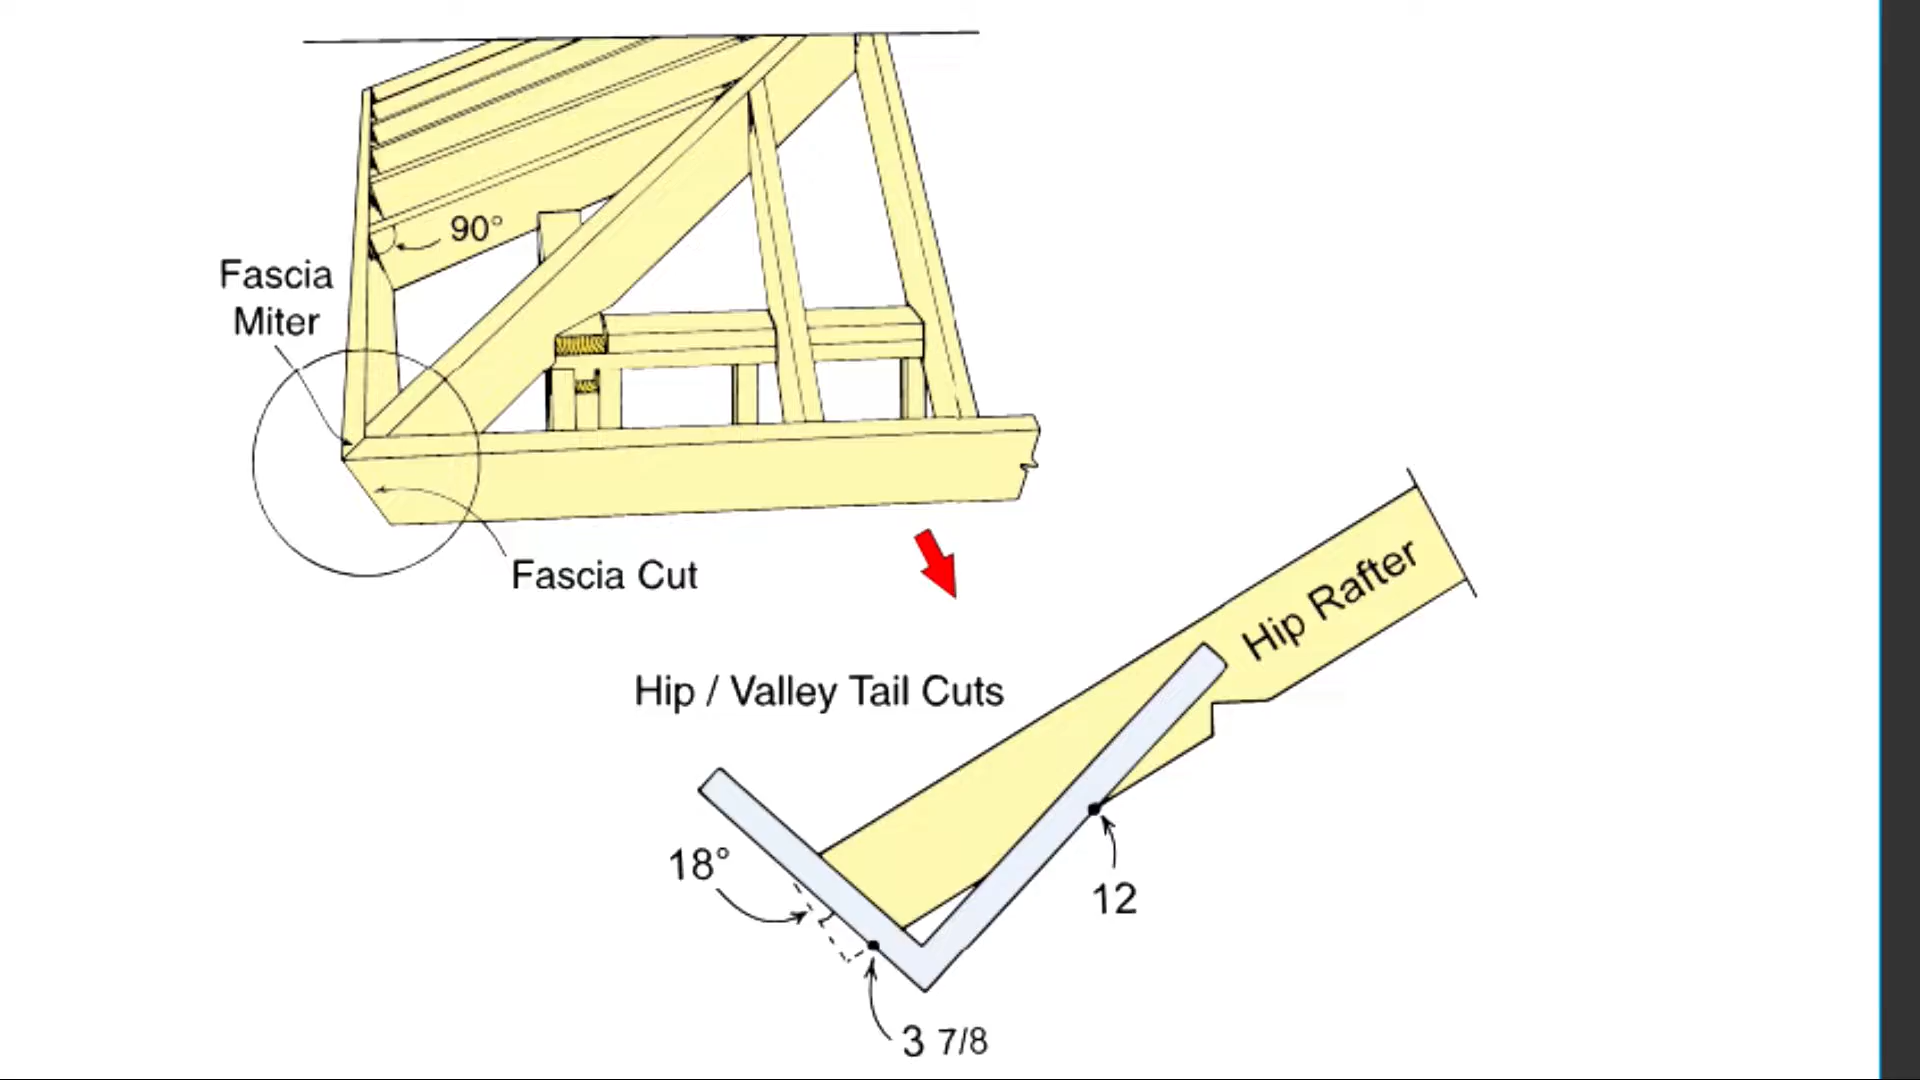 90°
Fascia
Miter
Fascia Cut
Hip Rafter
Hip / Valley Tail Cuts
18°
12
3 7/8